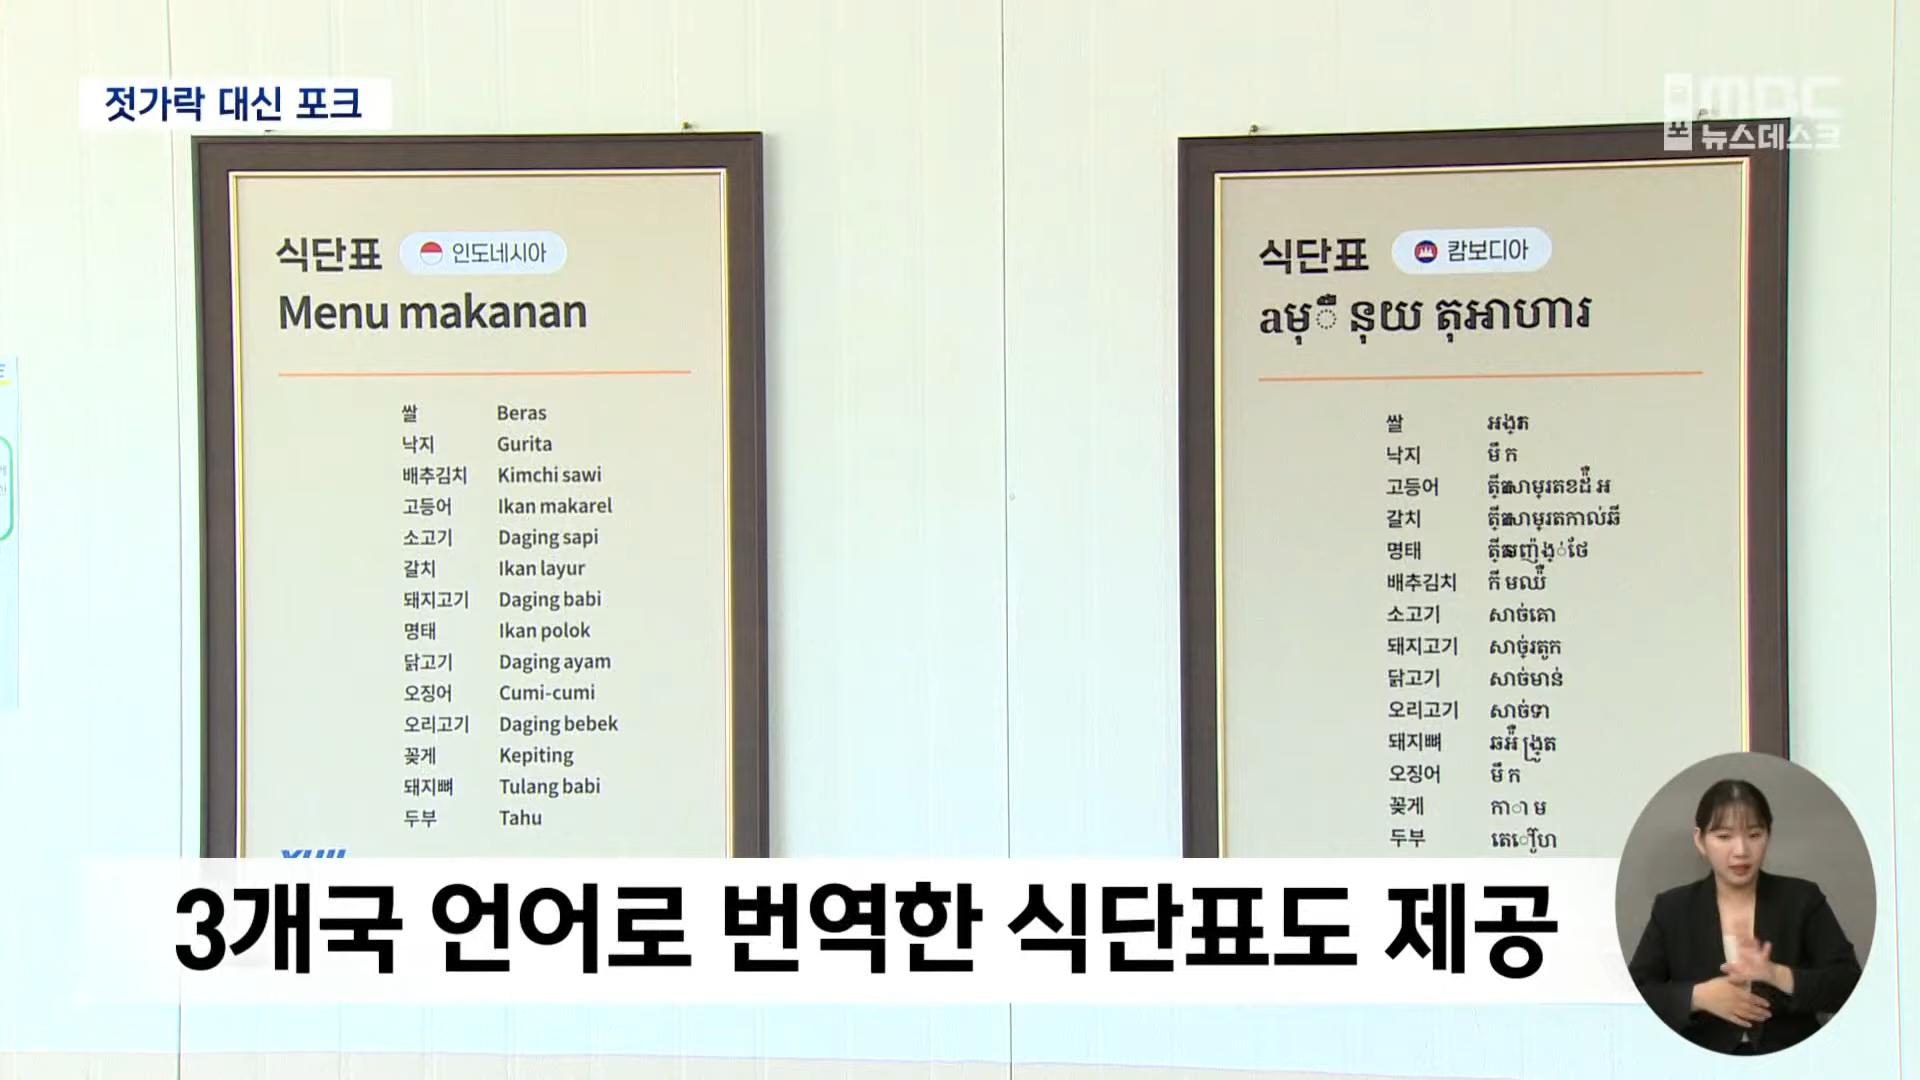 젓가락 대신 포크
MBC
뉴스데스크
식단표
인도네시아
Menu makanan
쌀 Beras
낙지 Gurita
배추김치 Kimchi sawi
고등어 Ikan makarel
소고기 Daging sapi
갈치 Ikan layur
돼지고기 Daging babi
명태 Ikan polok
닭고기 Daging ayam
오징어 Cumi-cumi
오리고기 Daging bebek
꽃게 Kepiting
돼지뼈 Tulang babi
두부 Tahu
식단표
캄보디아
쌀
낙지 មឹ ក
고등어
갈치
명태
배추김치
소고기 សាច់គោ
돼지고기
닭고기 សាច់មាន់
오리고기 សាច់ទា
돼지뼈
오징어 មឹ ក
꽃게
두부
3개국 언어로 번역한 식단표도 제공